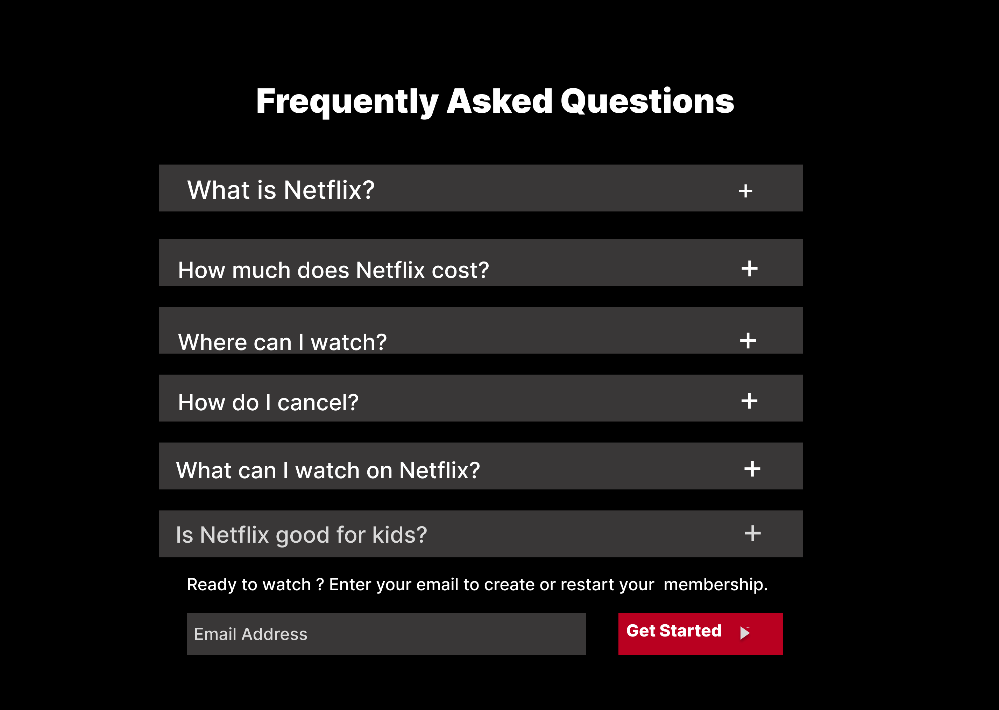 Frequently Asked Questions
What is Netflix? +
How much does Netflix cost? +
Where can I watch? +
How do I cancel? +
What can I watch on Netflix? +
Is Netflix good for kids? +
Ready to watch ? Enter your email to create or restart your  membership.
Email Address
Get Started